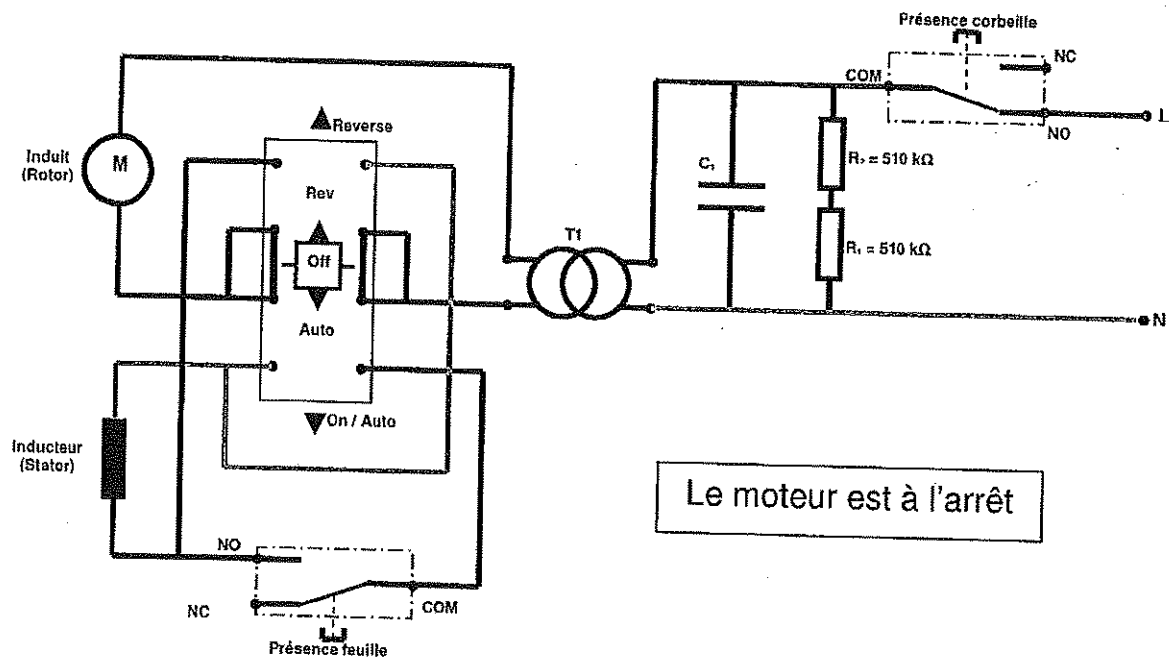 Présence corbeille
NC
COM
NO
L
Reverse
Induit
(Rotor)
M
Rev
Off
Auto
C₁
R₂ = 510 kΩ
T1
R₁ = 510 kΩ
N
On / Auto
Inducteur
(Stator)
Le moteur est à l'arrêt
NO
NC
COM
Présence feuille